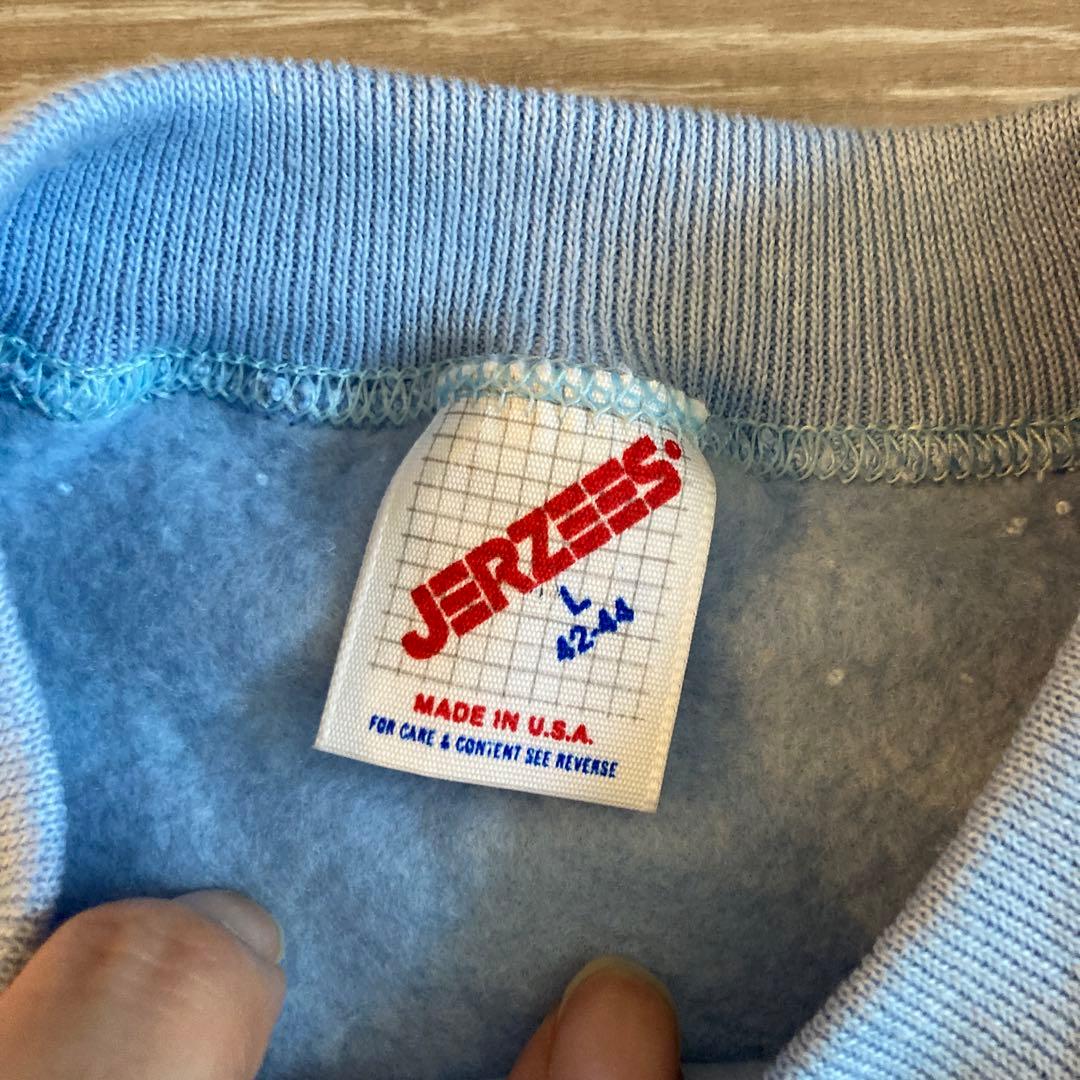 JERZEES®
L
42-44
MADE IN U.S.A.
FOR CARE & CONTENT SEE REVERSE